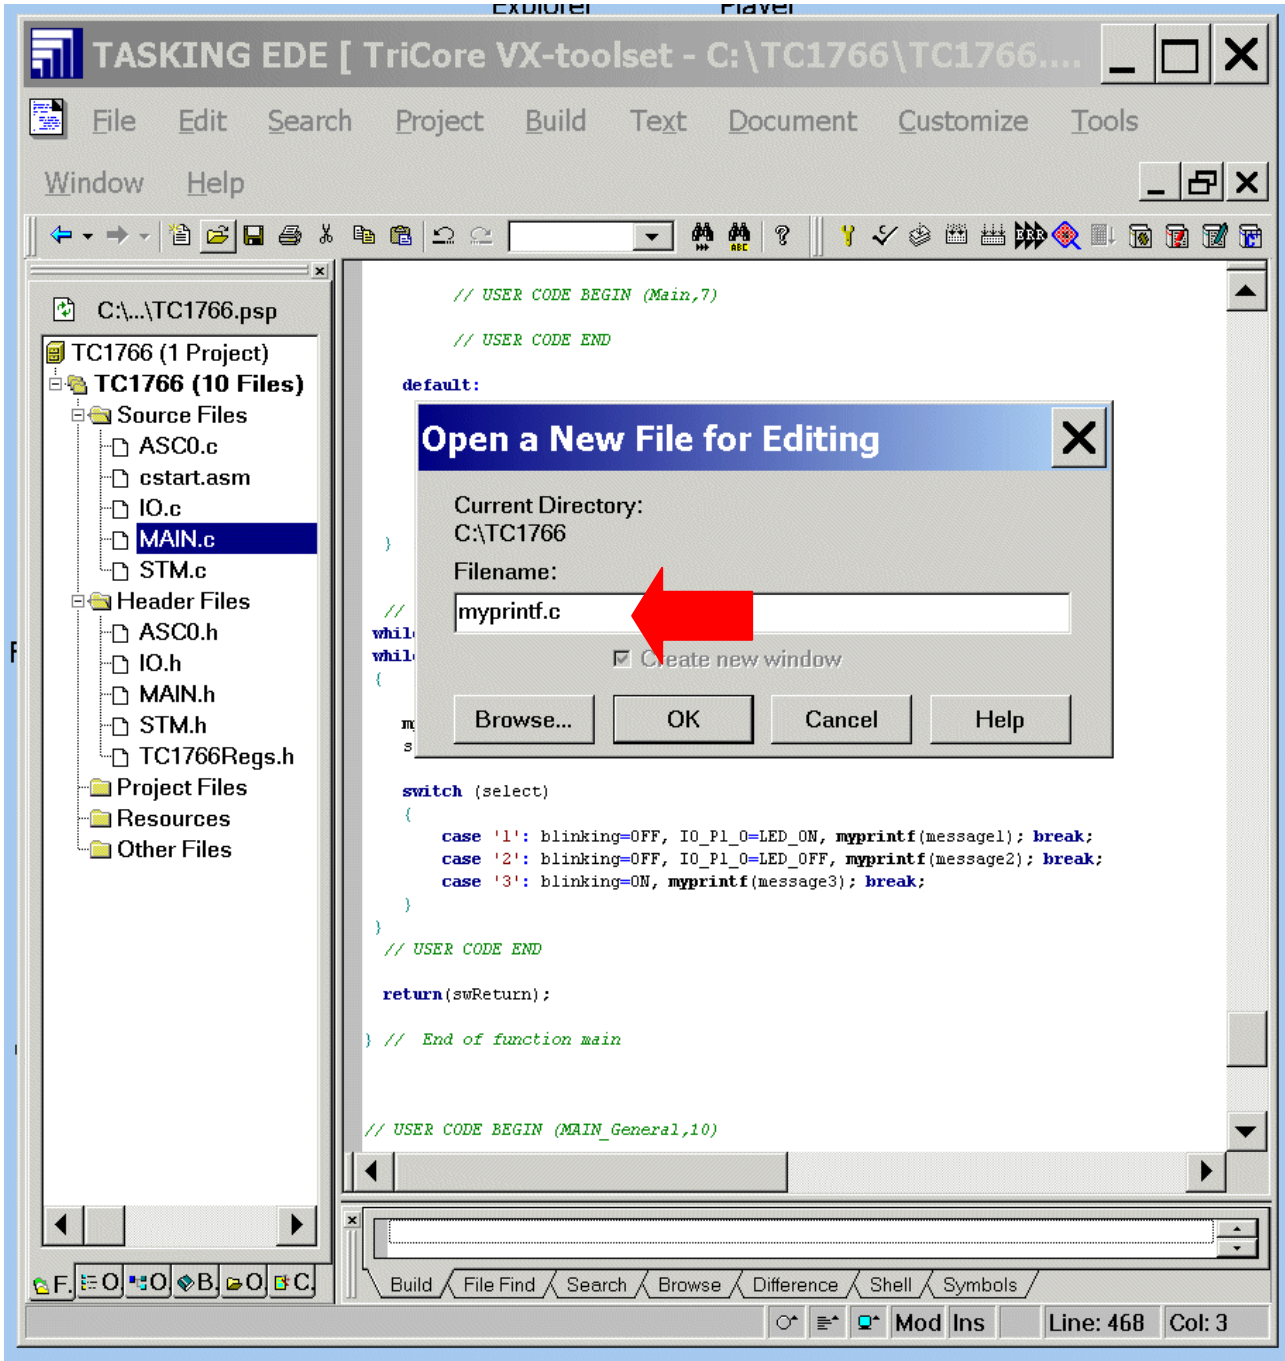 Explorer Player
TASKING EDE [ TriCore VX-toolset - C:\TC1766\TC1766....
File Edit Search Project Build Text Document Customize Tools
Window Help
C:\...\TC1766.psp
TC1766 (1 Project)
TC1766 (10 Files)
Source Files
ASC0.c
cstart.asm
IO.c
MAIN.c
STM.c
Header Files
ASC0.h
IO.h
MAIN.h
STM.h
TC1766Regs.h
Project Files
Resources
Other Files
F. O. O. B. O. C.
// USER CODE BEGIN (Main,7)
// USER CODE END
default:
}
//
whil
whil
{
m
s
switch (select)
{
case '1': blinking=OFF, IO_P1_0=LED_ON, myprintf(message1); break;
case '2': blinking=OFF, IO_P1_0=LED_OFF, myprintf(message2); break;
case '3': blinking=ON, myprintf(message3); break;
}
}
// USER CODE END
return(swReturn);
} // End of function main
// USER CODE BEGIN (MAIN_General,10)
Open a New File for Editing
Current Directory:
C:\TC1766
Filename:
myprintf.c
Create new window
Browse... OK Cancel Help
Build File Find Search Browse Difference Shell Symbols
Mod Ins Line: 468 Col: 3